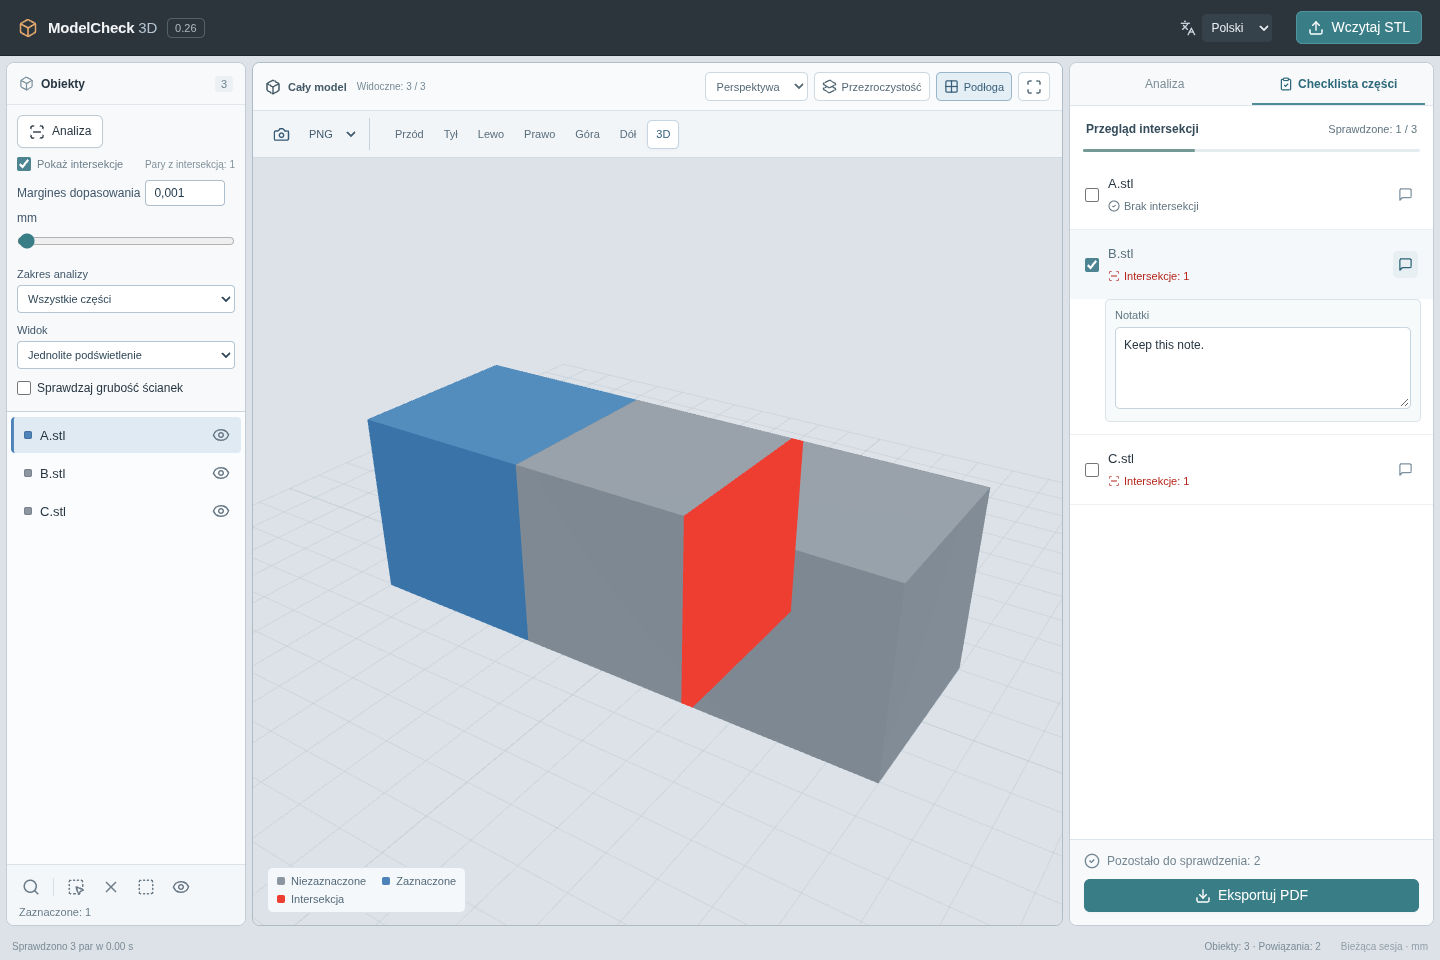 ModelCheck 3D 0.26
Polski
Wczytaj STL
Obiekty 3
Analiza
Pokaż intersekcje Pary z intersekcją: 1
Margines dopasowania 0,001
mm
Zakres analizy
Wszystkie części
Widok
Jednolite podświetlenie
Sprawdzaj grubość ścianek
A.stl
B.stl
C.stl
Zaznaczone: 1
Cały model Widoczne: 3 / 3
Perspektywa Przezroczystość Podłoga
PNG Przód Tył Lewo Prawo Góra Dół 3D
Niezaznaczone Zaznaczone
Intersekcja
Analiza Checklista części
Przegląd intersekcji Sprawdzone: 1 / 3
A.stl
Brak intersekcji
B.stl
Intersekcje: 1
Notatki
Keep this note.
C.stl
Intersekcje: 1
Pozostało do sprawdzenia: 2
Eksportuj PDF
Sprawdzono 3 par w 0.00 s
Obiekty: 3 · Powiązania: 2 Bieżąca sesja · mm